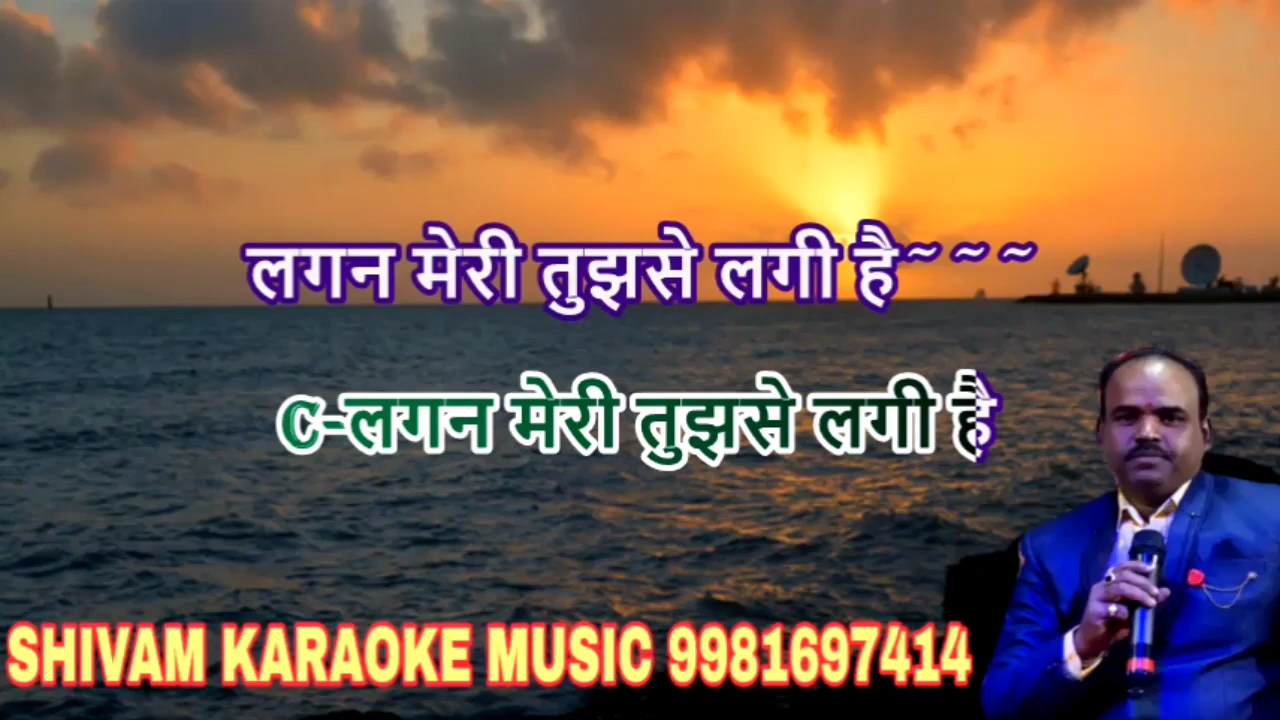 लगन मेरी तुझसे लगी है~ ~ ~
C-लगन मेरी तुझसे लगी है
SHIVAM KARAOKE MUSIC 9981697414